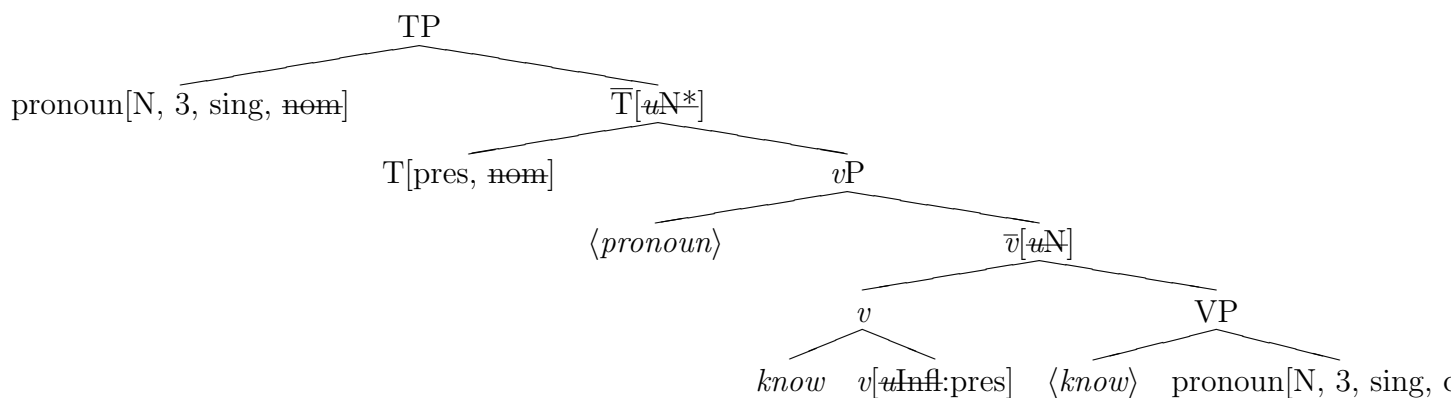 TP
pronoun[N, 3, sing, nom] T̅[uN*]
T[pres, nom] vP
⟨pronoun⟩ v̅[uN]
v VP
know v[uInfl:pres] ⟨know⟩ pronoun[N, 3, sing,